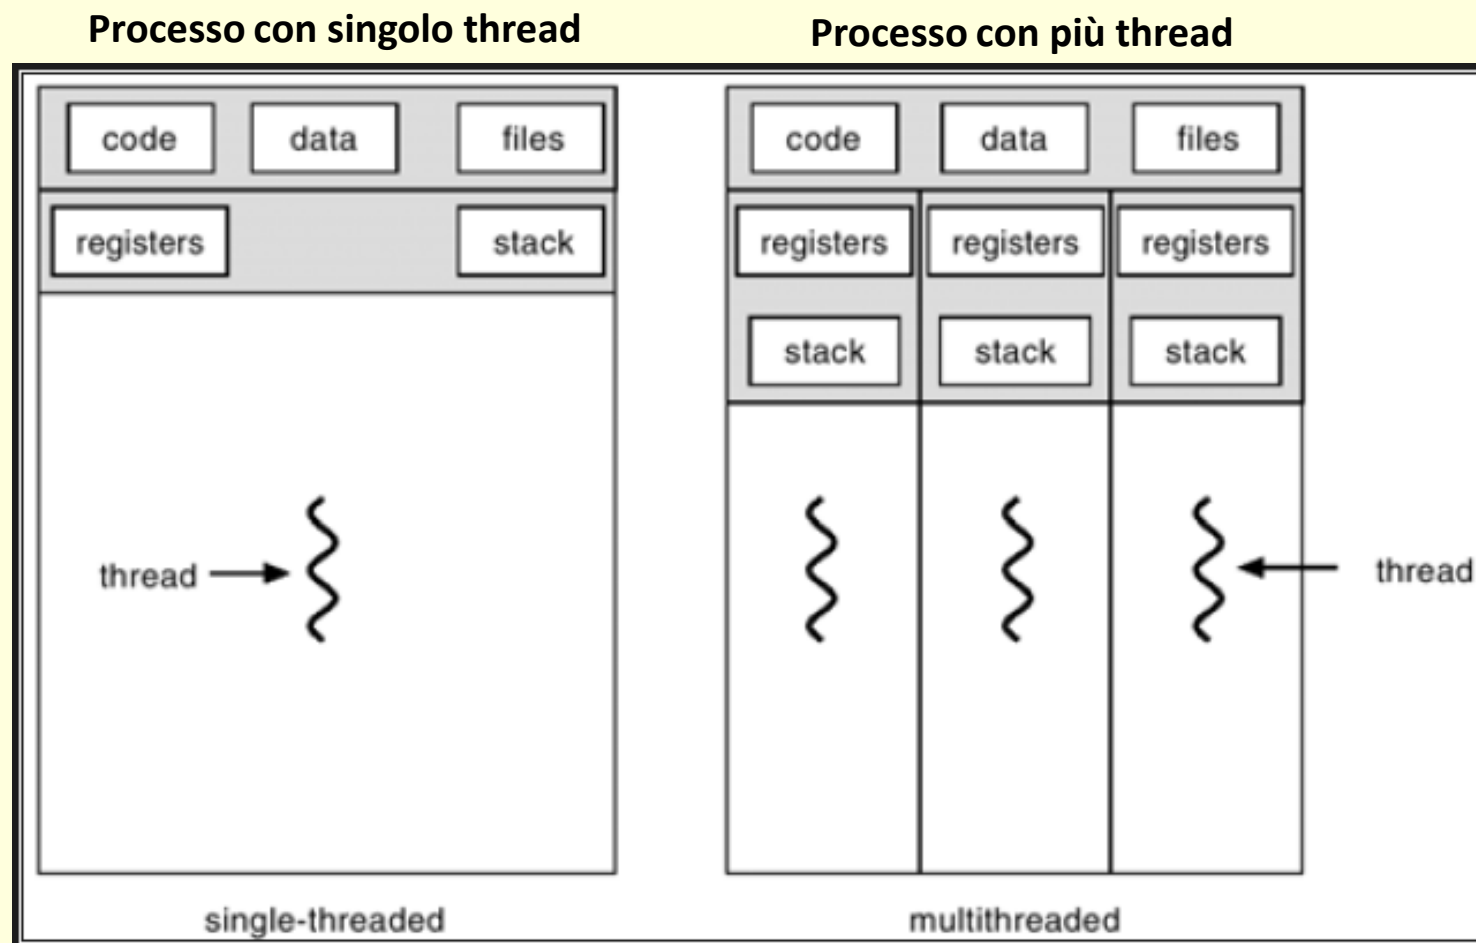 Processo con singolo thread
Processo con più thread
code data files
registers stack
thread
single-threaded
code data files
registers registers registers
stack stack stack
thread
multithreaded